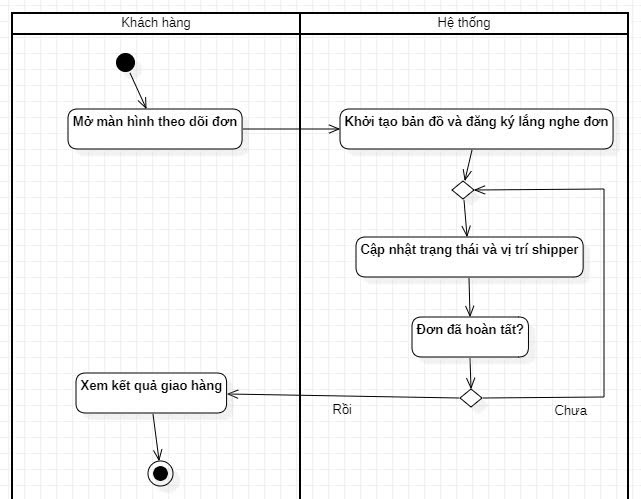 Khách hàng
Hệ thống
Mở màn hình theo dõi đơn
Khởi tạo bản đồ và đăng ký lắng nghe đơn
Cập nhật trạng thái và vị trí shipper
Đơn đã hoàn tất?
Xem kết quả giao hàng
Rồi
Chưa